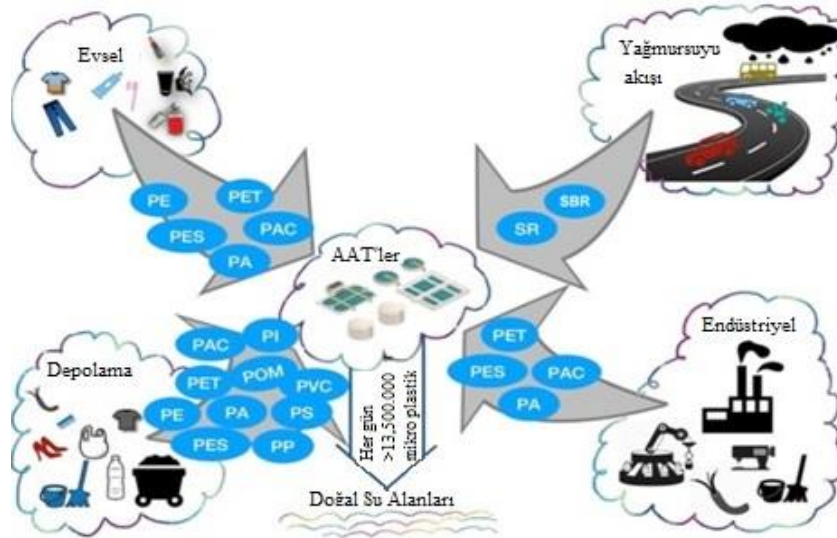 Evsel
Yağmursuyu
akışı
PE
PET
PES
PAC
PA
SBR
SR
AAT'ler
Depolama
PAC
PI
PET
POM
PVC
PE
PA
PS
PES
PP
Her gün
>13,500.000
mikro plastik
Endüstriyel
PET
PES
PAC
PA
Doğal Su Alanları